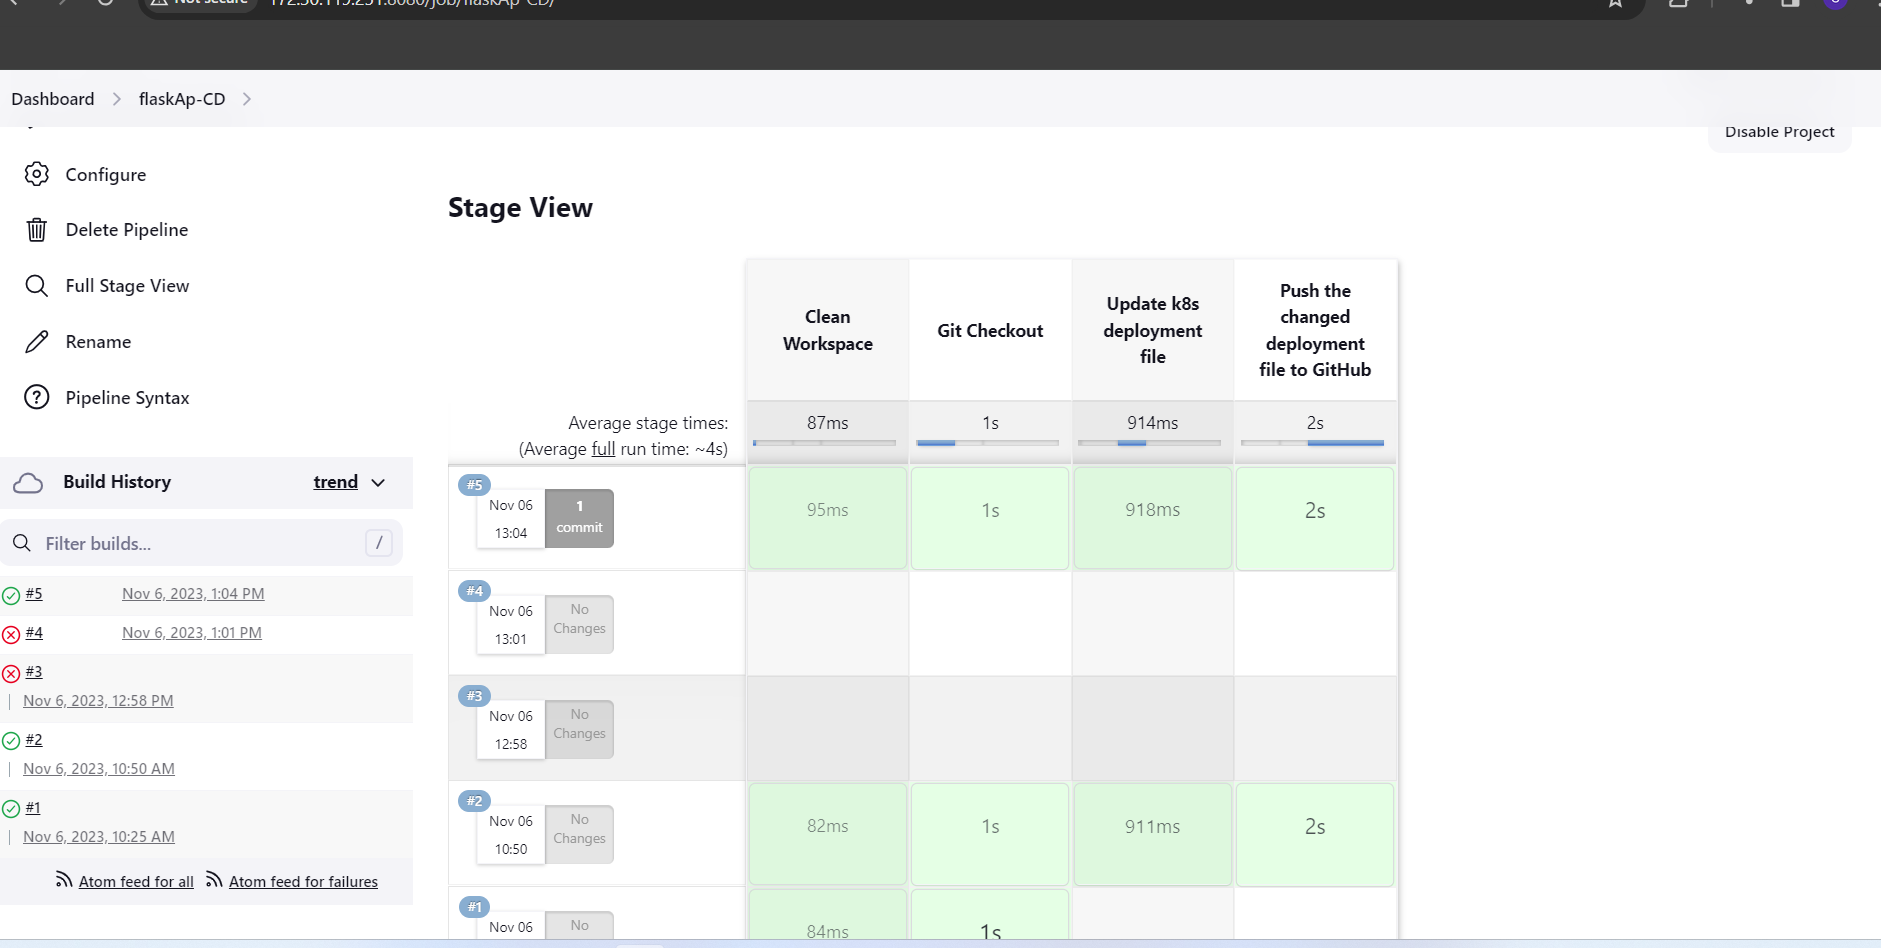 Not secure 172.30.119.231:8080/job/flaskAp-CD/
Dashboard > flaskAp-CD >
Disable Project
Configure
Delete Pipeline
Full Stage View
Rename
Pipeline Syntax
Build History trend
Filter builds... /
#5 Nov 6, 2023, 1:04 PM
#4 Nov 6, 2023, 1:01 PM
#3
Nov 6, 2023, 12:58 PM
#2
Nov 6, 2023, 10:50 AM
#1
Nov 6, 2023, 10:25 AM
Atom feed for all Atom feed for failures
Stage View
Clean
Workspace
Git Checkout
Update k8s
deployment
file
Push the
changed
deployment
file to GitHub
Average stage times:
(Average full run time: ~4s)
87ms 1s 914ms 2s
#5
Nov 06
13:04
1
commit
95ms 1s 918ms 2s
#4
Nov 06
13:01
No
Changes
#3
Nov 06
12:58
No
Changes
#2
Nov 06
10:50
No
Changes
82ms 1s 911ms 2s
#1
Nov 06
No
84ms 1s